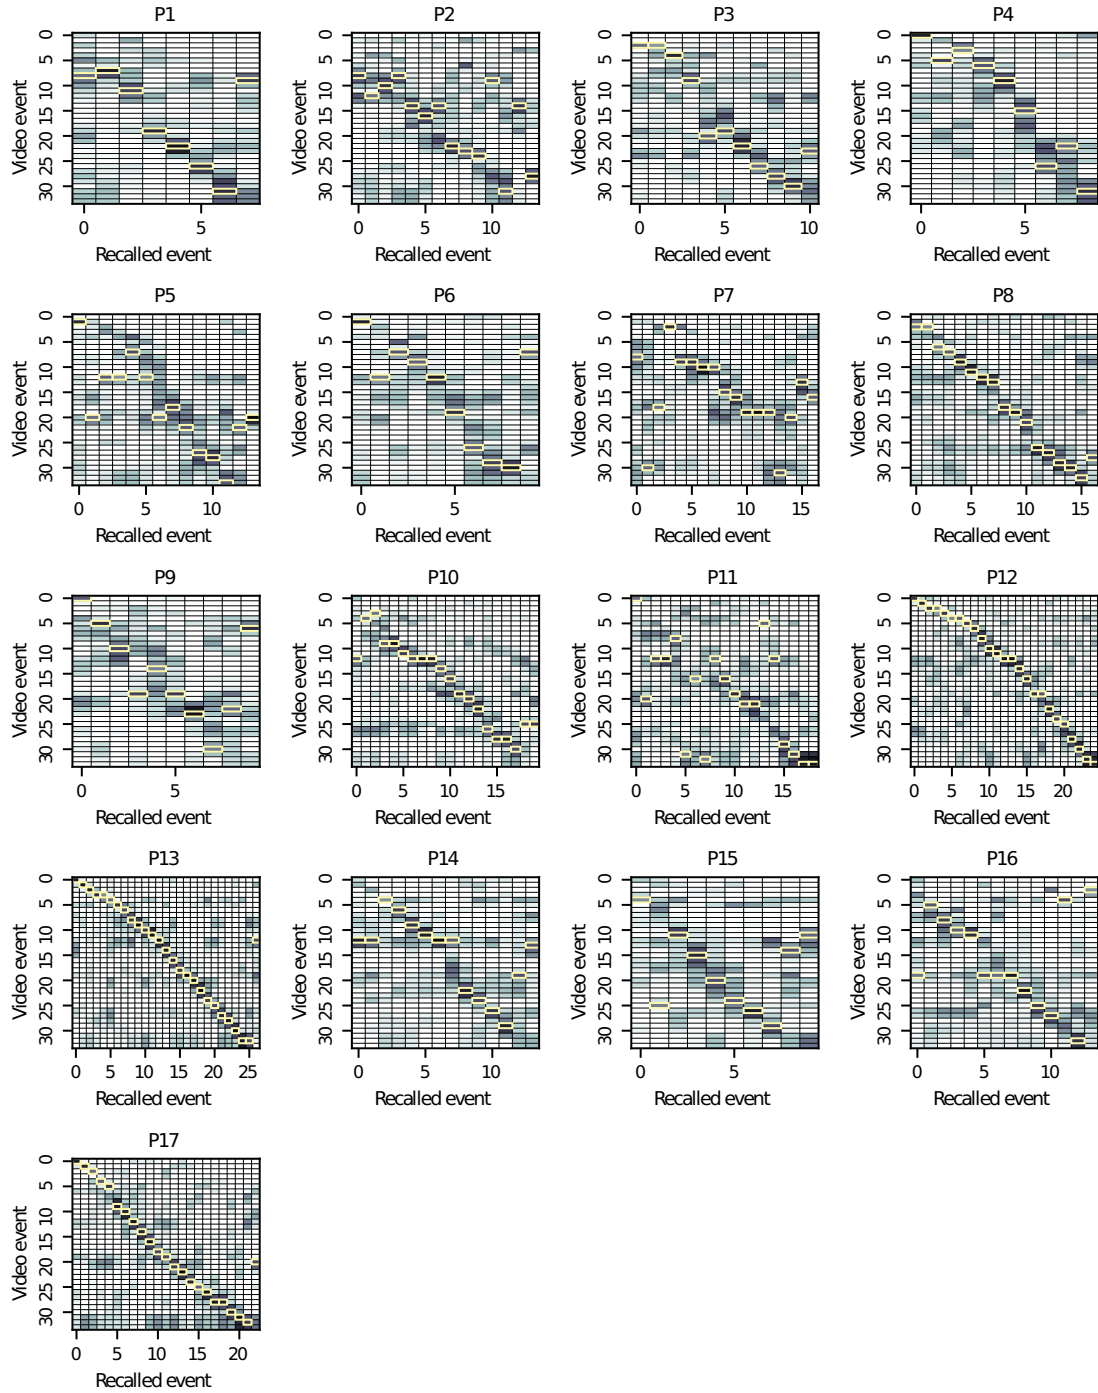 P1 P2 P3 P4
0 5 10 15 20 25 30 Video event 0 5 10 15 20 25 30 Video event 0 5 10 15 20 25 30 Video event 0 5 10 15 20 25 30 Video event
0 5 0 5 10 0 5 10 0 5
Recalled event Recalled event Recalled event Recalled event
P5 P6 P7 P8
0 5 10 15 20 25 30 Video event 0 5 10 15 20 25 30 Video event 0 5 10 15 20 25 30 Video event 0 5 10 15 20 25 30 Video event
0 5 10 0 5 0 5 10 15 0 5 10 15
Recalled event Recalled event Recalled event Recalled event
P9 P10 P11 P12
0 5 10 15 20 25 30 Video event 0 5 10 15 20 25 30 Video event 0 5 10 15 20 25 30 Video event 0 5 10 15 20 25 30 Video event
0 5 0 5 10 15 0 5 10 15 0 5 10 15 20
Recalled event Recalled event Recalled event Recalled event
P13 P14 P15 P16
0 5 10 15 20 25 30 Video event 0 5 10 15 20 25 30 Video event 0 5 10 15 20 25 30 Video event 0 5 10 15 20 25 30 Video event
0 5 10 15 20 25 0 5 10 0 5 0 5 10
Recalled event Recalled event Recalled event Recalled event
P17
0 5 10 15 20 25 30 Video event
0 5 10 15 20
Recalled event